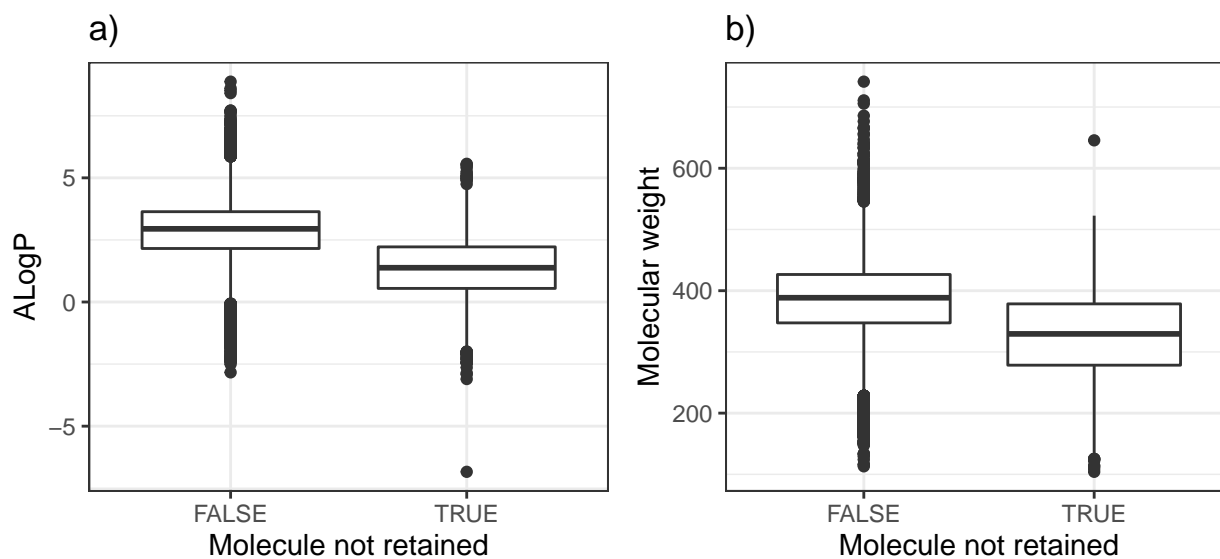 a)
ALogP
5
0
−5
FALSE
TRUE
Molecule not retained
b)
Molecular weight
600
400
200
FALSE
TRUE
Molecule not retained